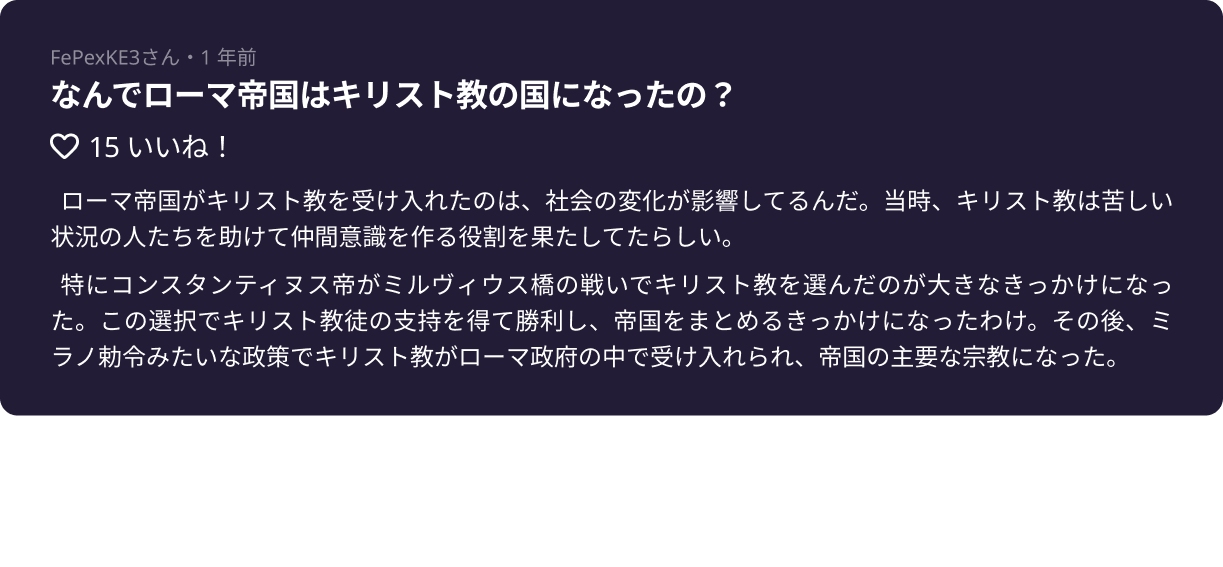 FePexKE3さん・1 年前
なんでローマ帝国はキリスト教の国になったの？
15 いいね！
ローマ帝国がキリスト教を受け入れたのは、社会の変化が影響してるんだ。当時、キリスト教は苦しい
状況の人たちを助けて仲間意識を作る役割を果たしてたらしい。
特にコンスタンティヌス帝がミルヴィウス橋の戦いでキリスト教を選んだのが大きなきっかけになっ
た。この選択でキリスト教徒の支持を得て勝利し、帝国をまとめるきっかけになったわけ。その後、ミ
ラノ勅令みたいな政策でキリスト教がローマ政府の中で受け入れられ、帝国の主要な宗教になった。